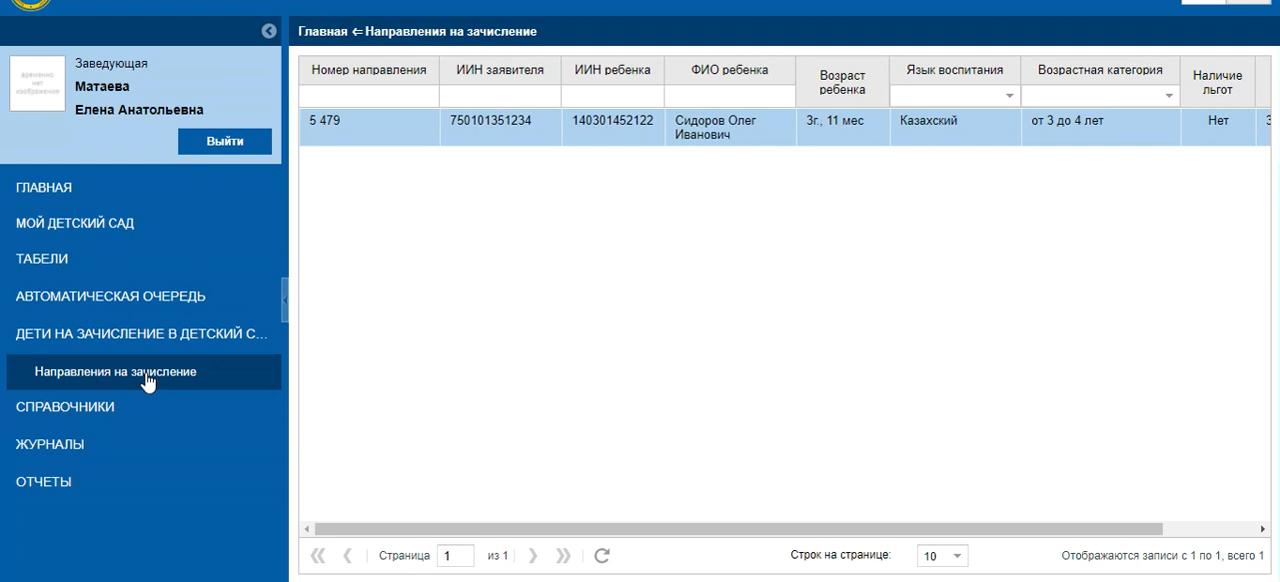 Главная ⇐ Направления на зачисление
временно
нет
изображения
Заведующая
Матаева
Елена Анатольевна
Выйти
ГЛАВНАЯ
МОЙ ДЕТСКИЙ САД
ТАБЕЛИ
АВТОМАТИЧЕСКАЯ ОЧЕРЕДЬ
ДЕТИ НА ЗАЧИСЛЕНИЕ В ДЕТСКИЙ С...
Направления на зачисление
СПРАВОЧНИКИ
ЖУРНАЛЫ
ОТЧЕТЫ
Номер направления ИИН заявителя ИИН ребенка ФИО ребенка Возраст ребенка Язык воспитания Возрастная категория Наличие льгот
5 479 750101351234 140301452122 Сидоров Олег Иванович 3г., 11 мес Казахский от 3 до 4 лет Нет
Страница 1 из 1 Строк на странице: 10 Отображаются записи с 1 по 1, всего 1